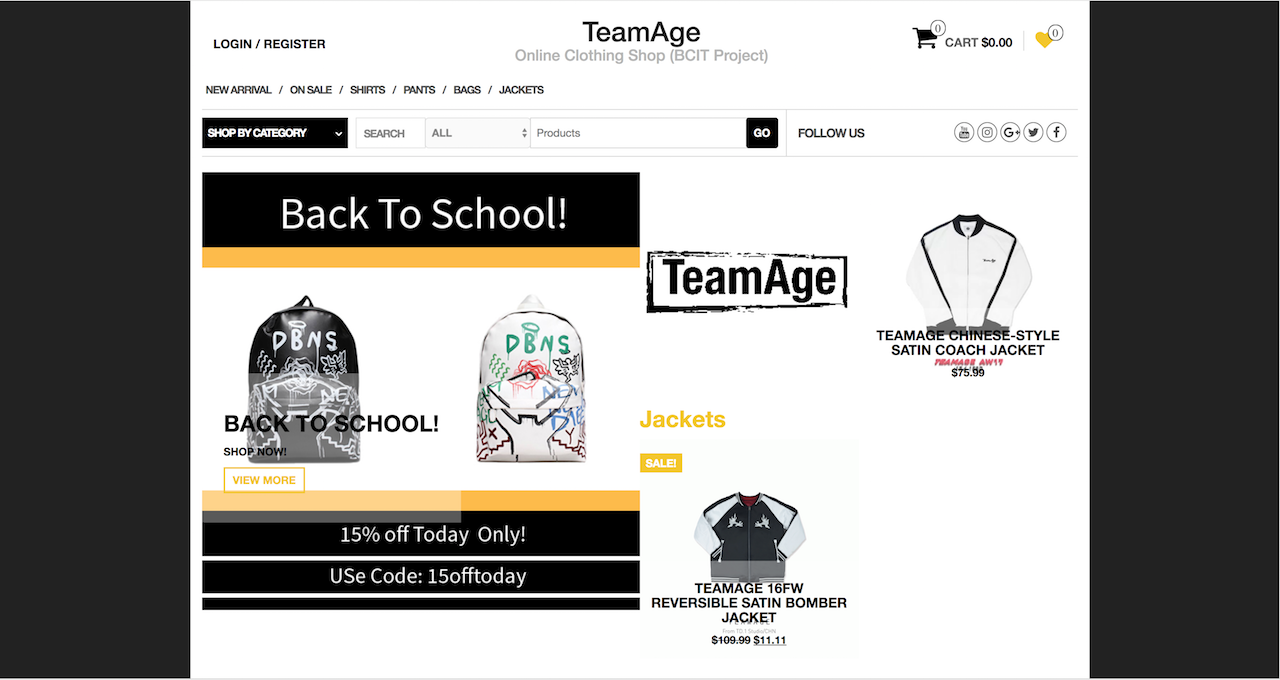 LOGIN / REGISTER
TeamAge
Online Clothing Shop (BCIT Project)
0
CART $0.00
0
NEW ARRIVAL / ON SALE / SHIRTS / PANTS / BAGS / JACKETS
SHOP BY CATEGORY
SEARCH
ALL
Products
GO
FOLLOW US
You Tube
G+
Back To School!
DBNS
DBNS
BACK TO SCHOOL!
SHOP NOW!
VIEW MORE
15% off Today Only!
USe Code: 15offtoday
TeamAge
TeamAge
TEAMAGE CHINESE-STYLE
SATIN COACH JACKET
TEAMAGE AW17
$75.99
Jackets
SALE!
TEAMAGE 16FW
REVERSIBLE SATIN BOMBER
JACKET
$109.99 $11.11